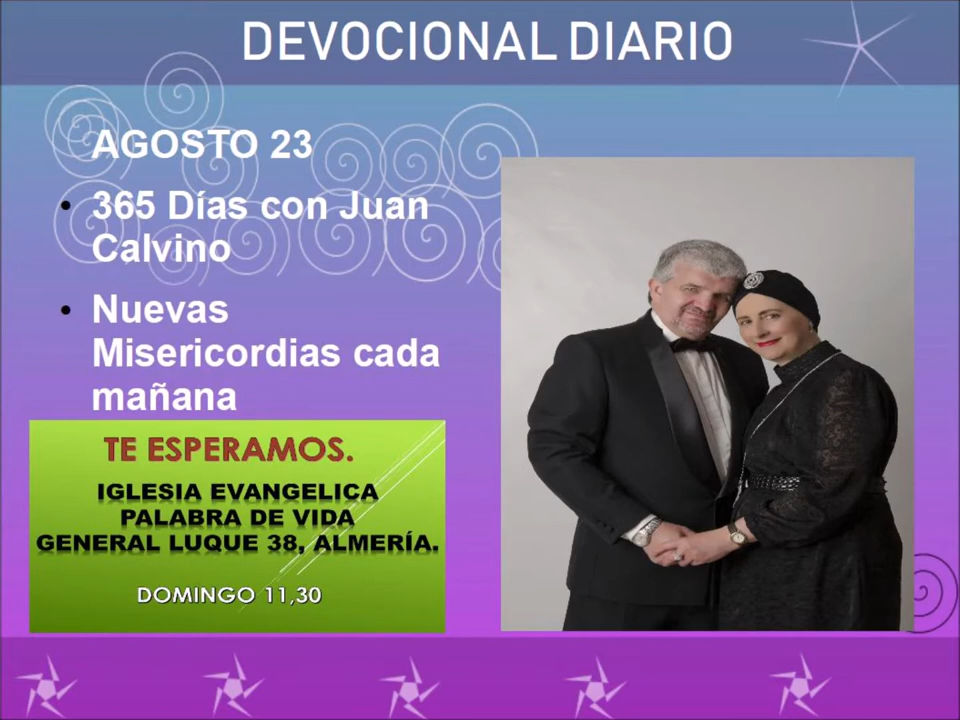 DEVOCIONAL DIARIO
AGOSTO 23
• 365 Días con Juan
Calvino
• Nuevas
Misericordias cada
mañana
TE ESPERAMOS.
IGLESIA EVANGELICA
PALABRA DE VIDA
GENERAL LUQUE 38, ALMERÍA.
DOMINGO 11,30